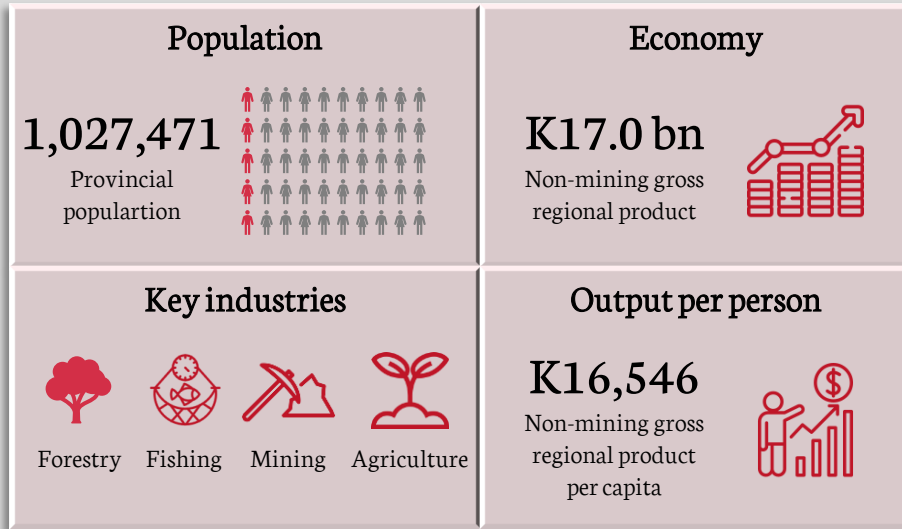 Population
1,027,471
Provincial
populartion
Economy
K17.0 bn
Non-mining gross
regional product
Key industries
Forestry Fishing Mining Agriculture
Output per person
K16,546
Non-mining gross
regional product
per capita
$